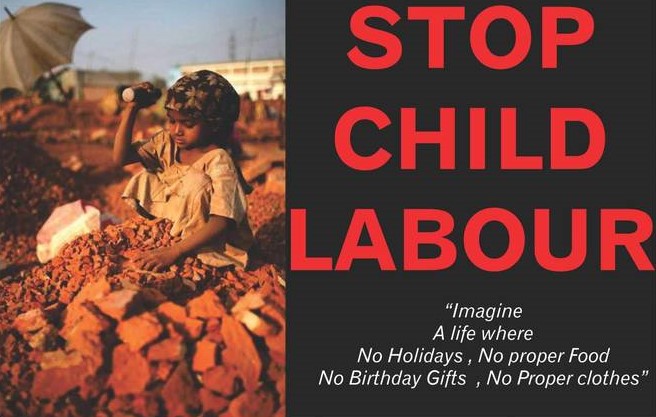 STOP
CHILD
LABOUR
“Imagine
A life where
No Holidays , No proper Food
No Birthday Gifts , No Proper clothes”